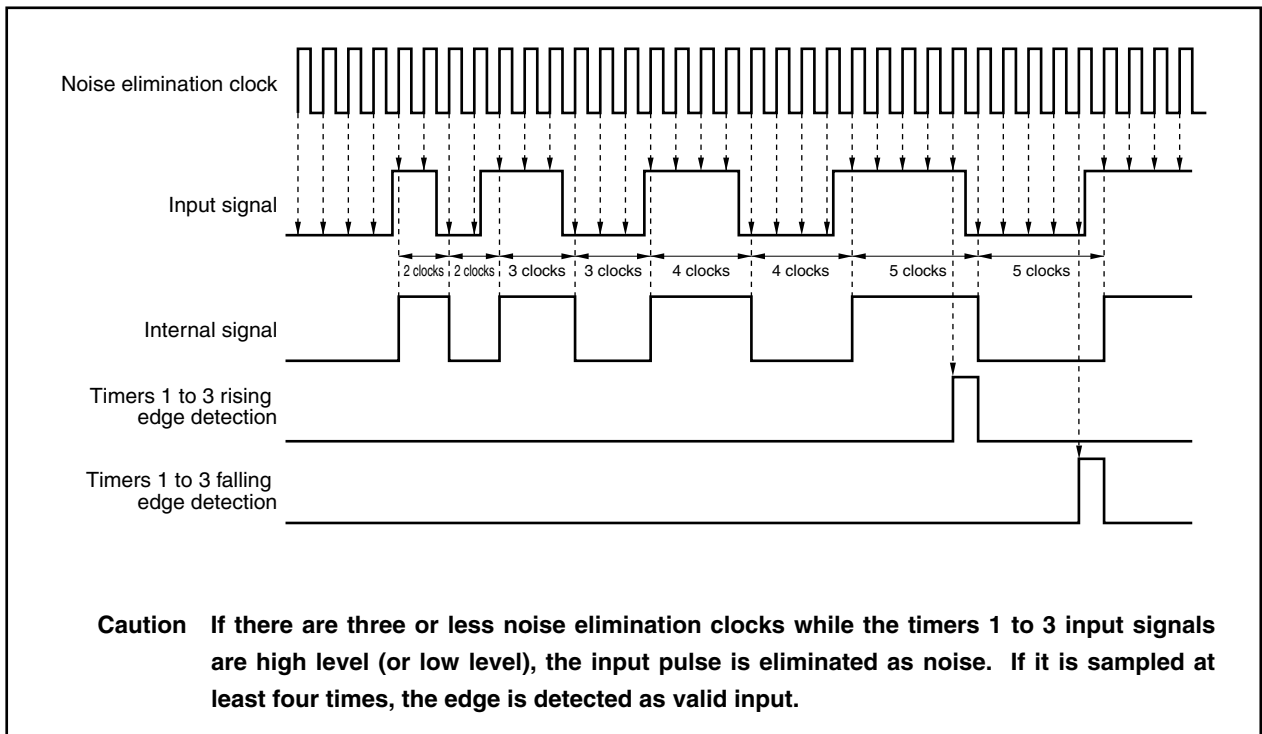 Noise elimination clock
Input signal
2 clocks 2 clocks 3 clocks 3 clocks 4 clocks 4 clocks 5 clocks 5 clocks
Internal signal
Timers 1 to 3 rising
edge detection
Timers 1 to 3 falling
edge detection
Caution If there are three or less noise elimination clocks while the timers 1 to 3 input signals
are high level (or low level), the input pulse is eliminated as noise. If it is sampled at
least four times, the edge is detected as valid input.